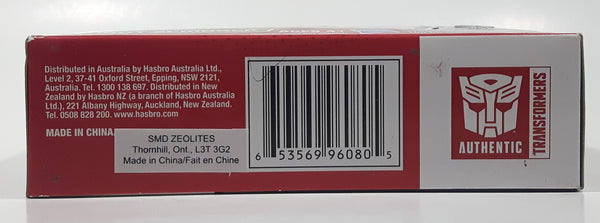 Distributed in Australia by Hasbro Australia Ltd.,
Level 2, 37-41 Oxford Street, Epping, NSW 2121,
Australia. Tel. 1300 138 697. Distributed in New
Zealand by Hasbro NZ (a branch of Hasbro Australia
Ltd.), 221 Albany Highway, Auckland, New Zealand.
Tel. 0508 828 200. www.hasbro.com
MADE IN CHINA.
SMD ZEOLITES
Thornhill, Ont., L3T 3G2
Made in China/Fait en Chine
6 53569 96080 5
AUTHENTIC
TRANSFORMERS